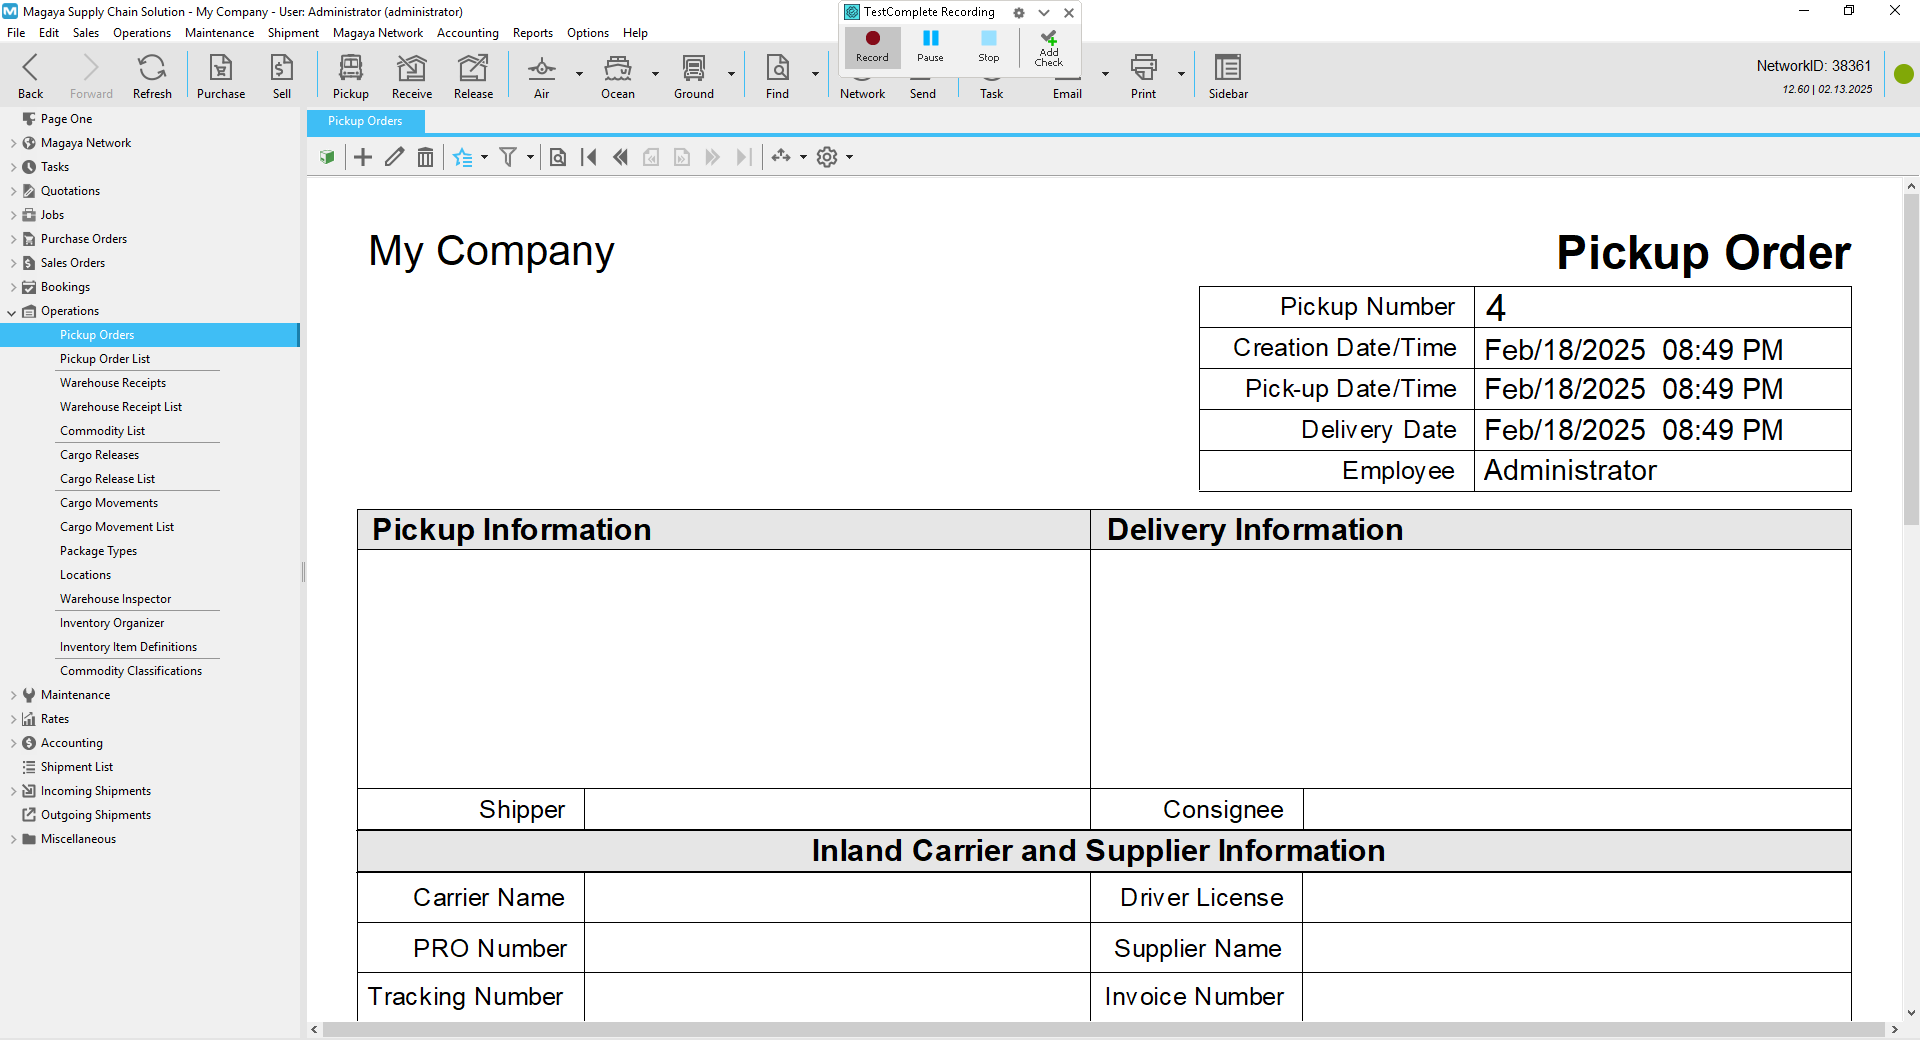 Magaya Supply Chain Solution - My Company - User: Administrator (administrator)
TestComplete Recording
File Edit Sales Operations Maintenance Shipment Magaya Network Accounting Reports Options Help
Record Pause Stop Add Check
Back Forward Refresh Purchase Sell Pickup Receive Release Air Ocean Ground Find Network Send Task Email Print Sidebar
NetworkID: 38361
12.60 | 02.13.2025
Page One
Magaya Network
Tasks
Quotations
Jobs
Purchase Orders
Sales Orders
Bookings
Operations
Pickup Orders
Pickup Order List
Warehouse Receipts
Warehouse Receipt List
Commodity List
Cargo Releases
Cargo Release List
Cargo Movements
Cargo Movement List
Package Types
Locations
Warehouse Inspector
Inventory Organizer
Inventory Item Definitions
Commodity Classifications
Maintenance
Rates
Accounting
Shipment List
Incoming Shipments
Outgoing Shipments
Miscellaneous
Pickup Orders
My Company
Pickup Order
Pickup Number 4
Creation Date/Time Feb/18/2025 08:49 PM
Pick-up Date/Time Feb/18/2025 08:49 PM
Delivery Date Feb/18/2025 08:49 PM
Employee Administrator
Pickup Information Delivery Information
Shipper Consignee
Inland Carrier and Supplier Information
Carrier Name Driver License
PRO Number Supplier Name
Tracking Number Invoice Number